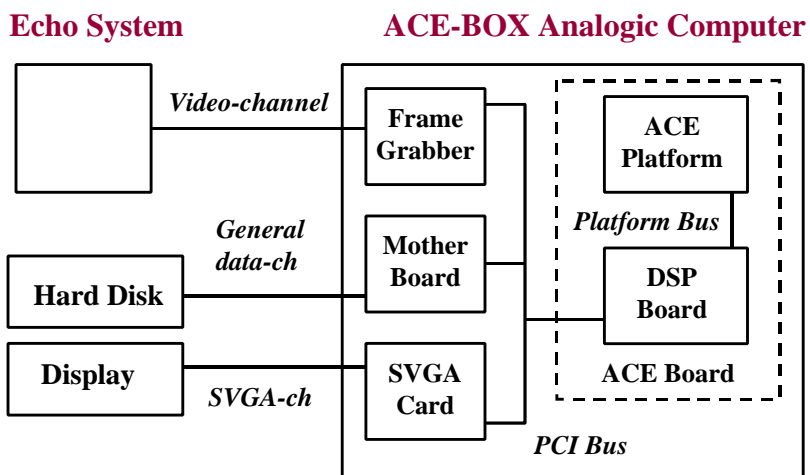 Echo System
ACE-BOX Analogic Computer
Video-channel
Frame
Grabber
ACE
Platform
General
data-ch
Mother
Board
Platform Bus
Hard Disk
DSP
Board
Display
SVGA-ch
SVGA
Card
ACE Board
PCI Bus